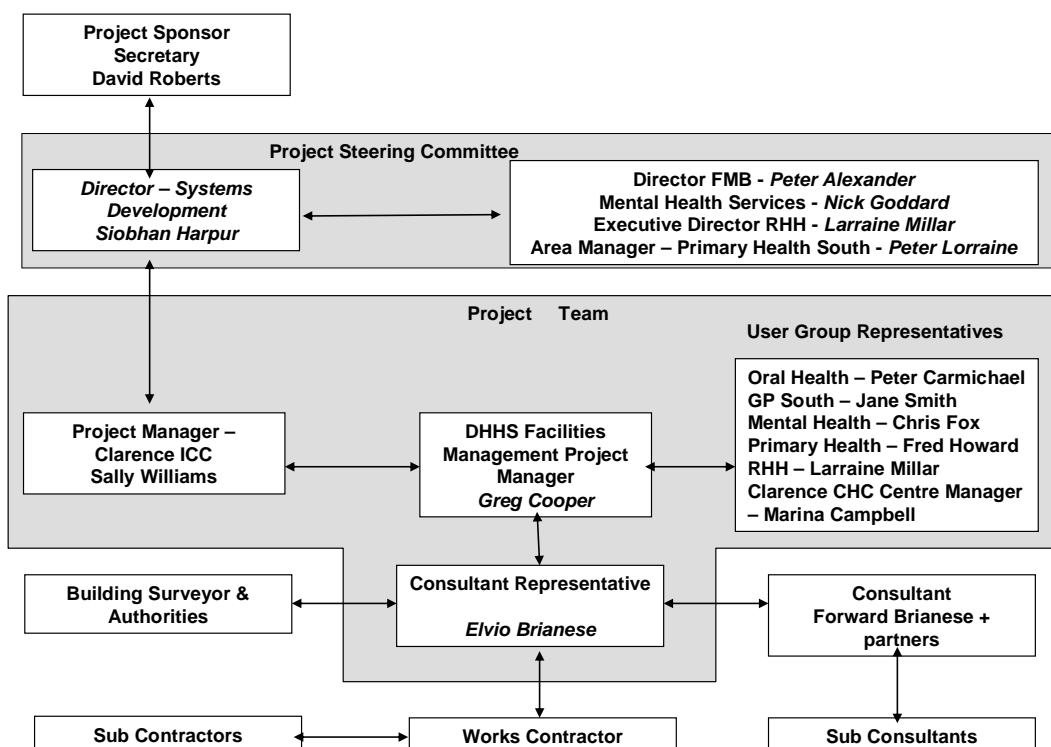 Project Sponsor
Secretary
David Roberts
Project Steering Committee
Director – Systems
Development
Siobhan Harpur
Director FMB - Peter Alexander
Mental Health Services - Nick Goddard
Executive Director RHH - Larraine Millar
Area Manager – Primary Health South - Peter Lorraine
Project Team
User Group Representatives
Project Manager –
Clarence ICC
Sally Williams
DHHS Facilities
Management Project
Manager
Greg Cooper
Oral Health – Peter Carmichael
GP South – Jane Smith
Mental Health – Chris Fox
Primary Health – Fred Howard
RHH – Larraine Millar
Clarence CHC Centre Manager
– Marina Campbell
Building Surveyor &
Authorities
Consultant Representative
Elvio Brianese
Consultant
Forward Brianese +
partners
Sub Contractors
Works Contractor
Sub Consultants